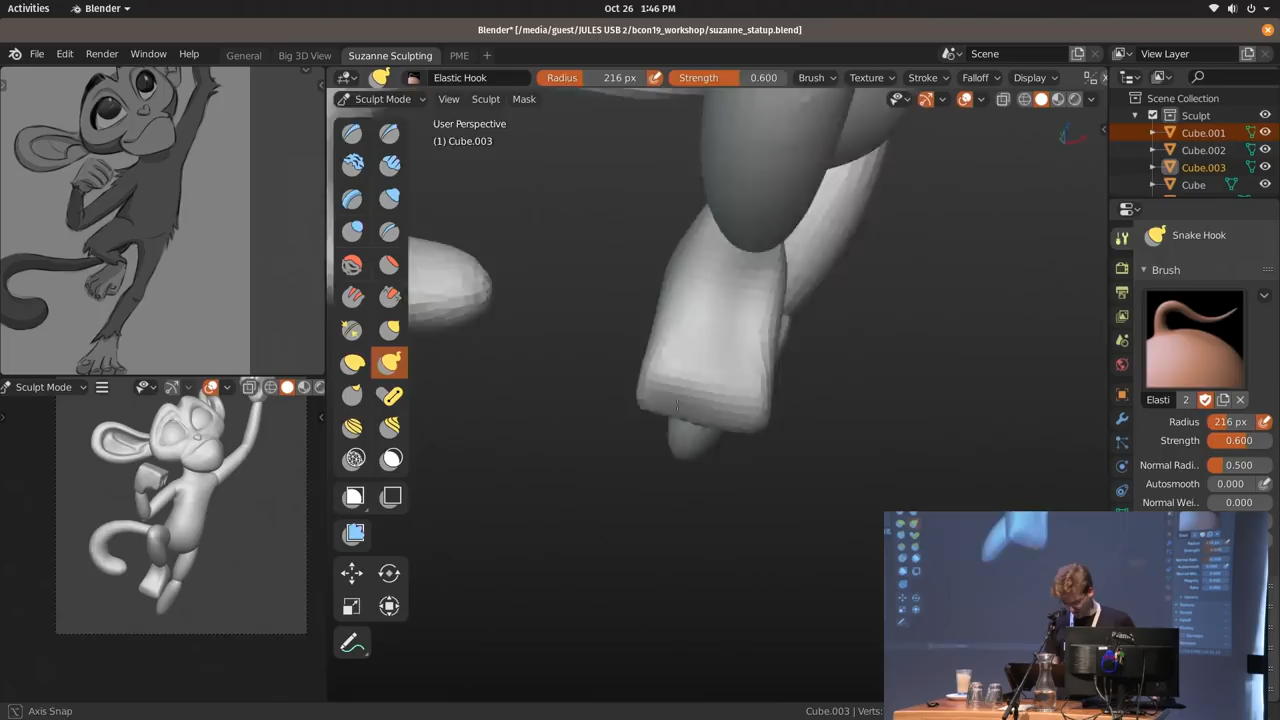 Activities
Blender
Oct 26 1:46 PM
Blender* [/media/guest/JULES USB 2/bcon19_workshop/suzanne_statup.blend]
File Edit Render Window Help General Big 3D View Suzanne Sculpting PME + Scene View Layer
Elastic Hook Radius 216 px Strength 0.600 Brush Texture Stroke Falloff Display
Sculpt Mode View Sculpt Mask
Scene Collection
Sculpt
Cube.001
Cube.002
Cube.003
Cube
User Perspective
(1) Cube.003
Snake Hook
Brush
Elasti 2
Radius 216 px
Strength 0.600
Normal Radi.. 0.500
Autosmooth 0.000
Normal Wei.. 0.000
Sculpt Mode
Axis Snap
Cube.003 | Verts: